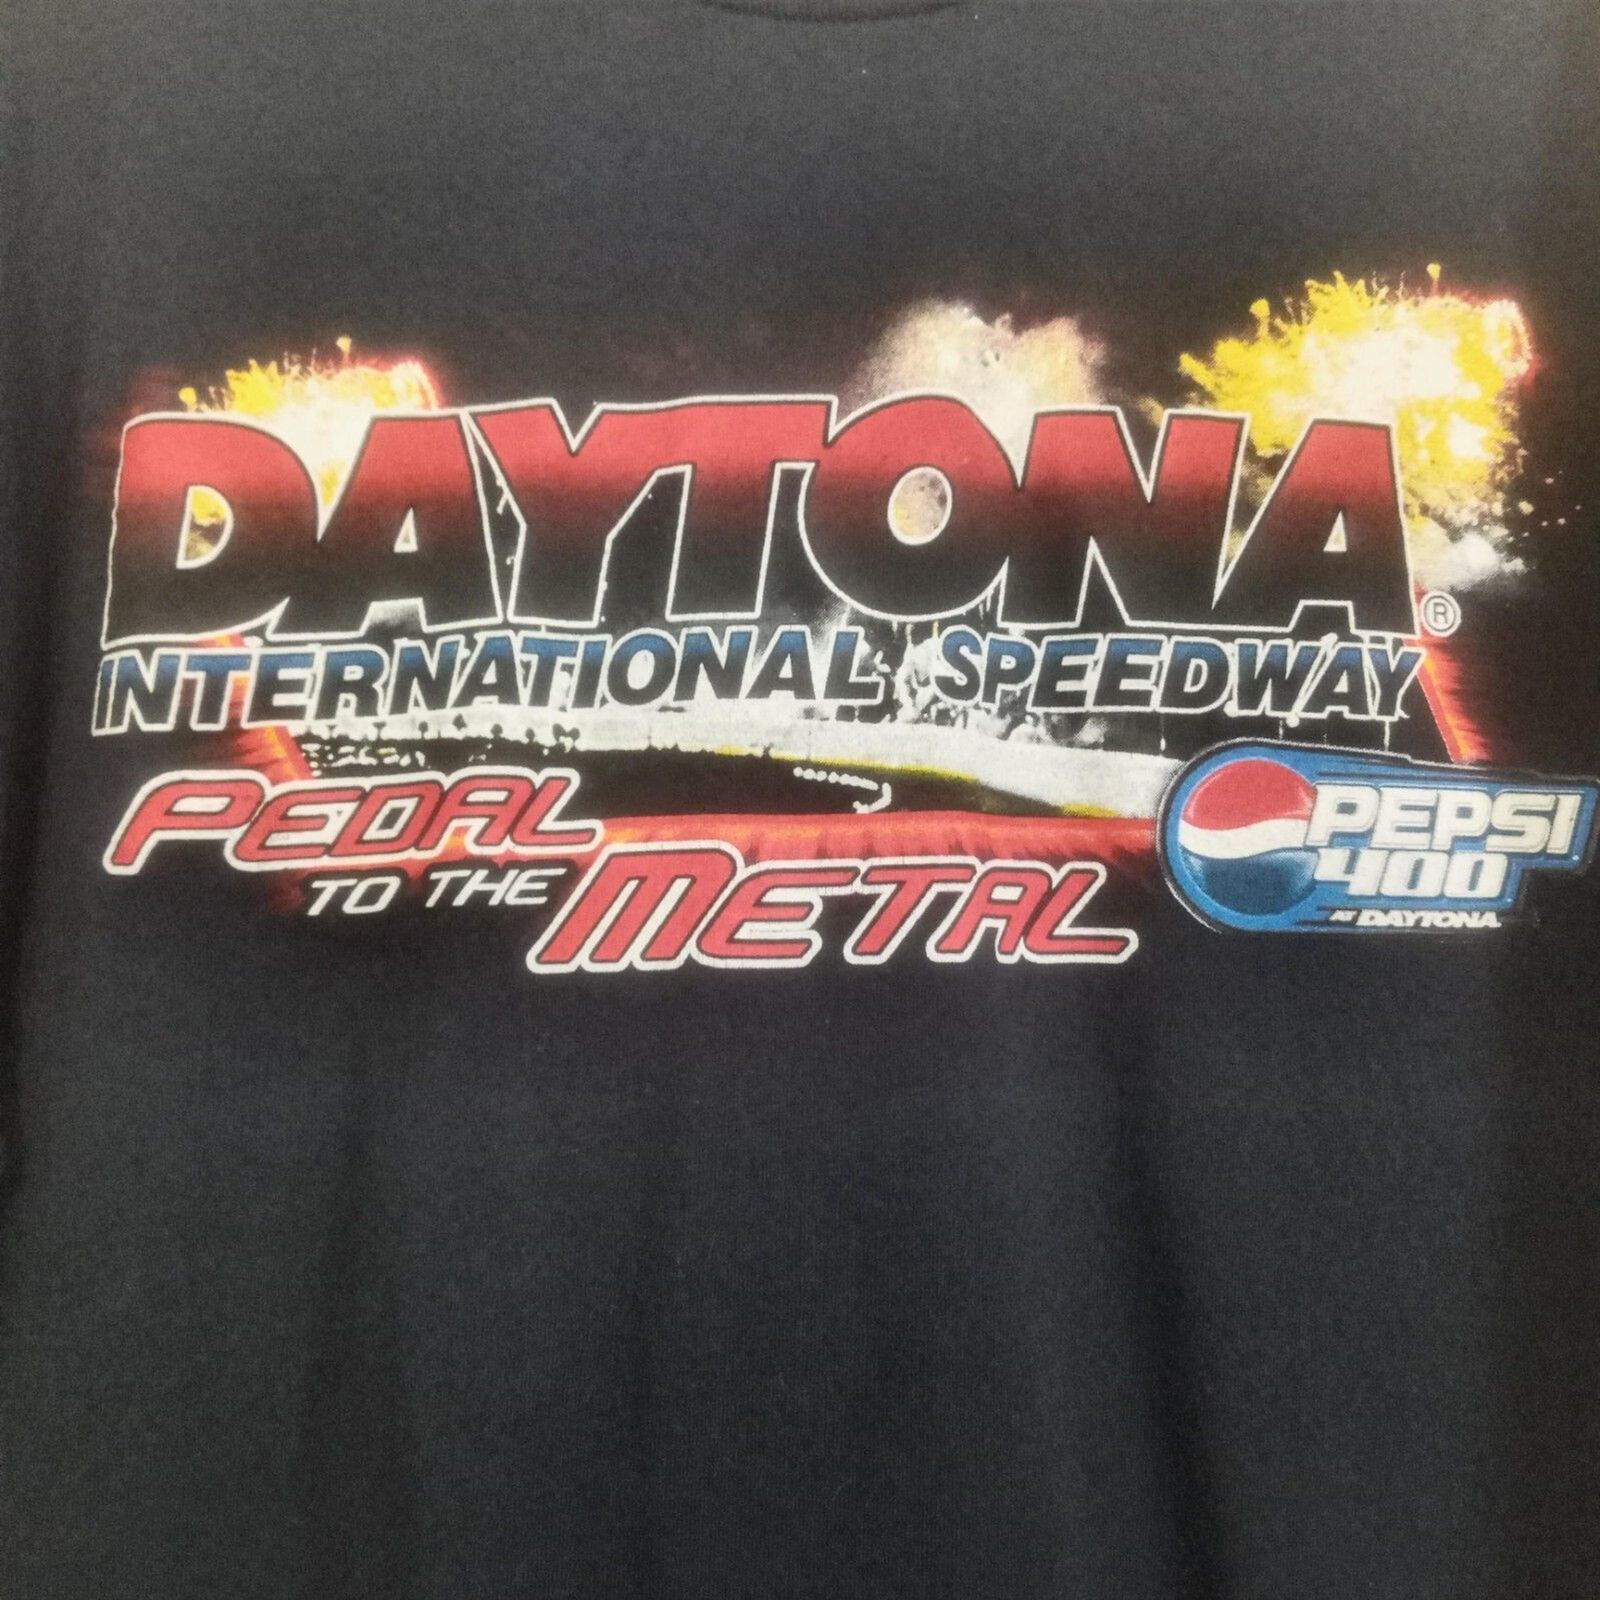 DAYTONA®
INTERNATIONAL SPEEDWAY
PEDAL
TO THE METAL
PEPSI
400
AT DAYTONA